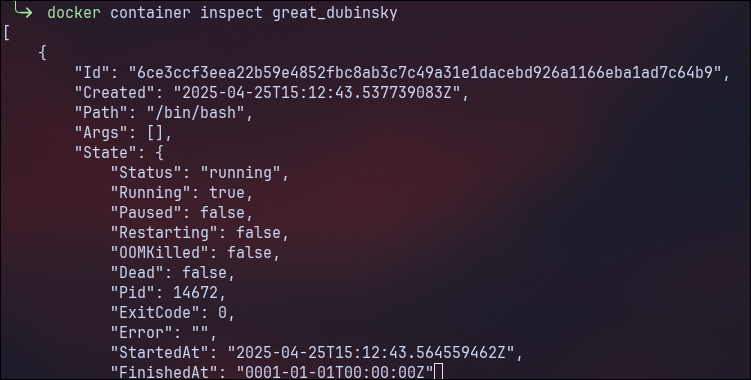 ╰─➔ docker container inspect great_dubinsky
[
    {
        "Id": "6ce3ccf3eea22b59e4852fbc8ab3c7c49a31e1dacebd926a1166eba1ad7c64b9",
        "Created": "2025-04-25T15:12:43.537739083Z",
        "Path": "/bin/bash",
        "Args": [],
        "State": {
            "Status": "running",
            "Running": true,
            "Paused": false,
            "Restarting": false,
            "OOMKilled": false,
            "Dead": false,
            "Pid": 14672,
            "ExitCode": 0,
            "Error": "",
            "StartedAt": "2025-04-25T15:12:43.564559462Z",
            "FinishedAt": "0001-01-01T00:00:00Z"